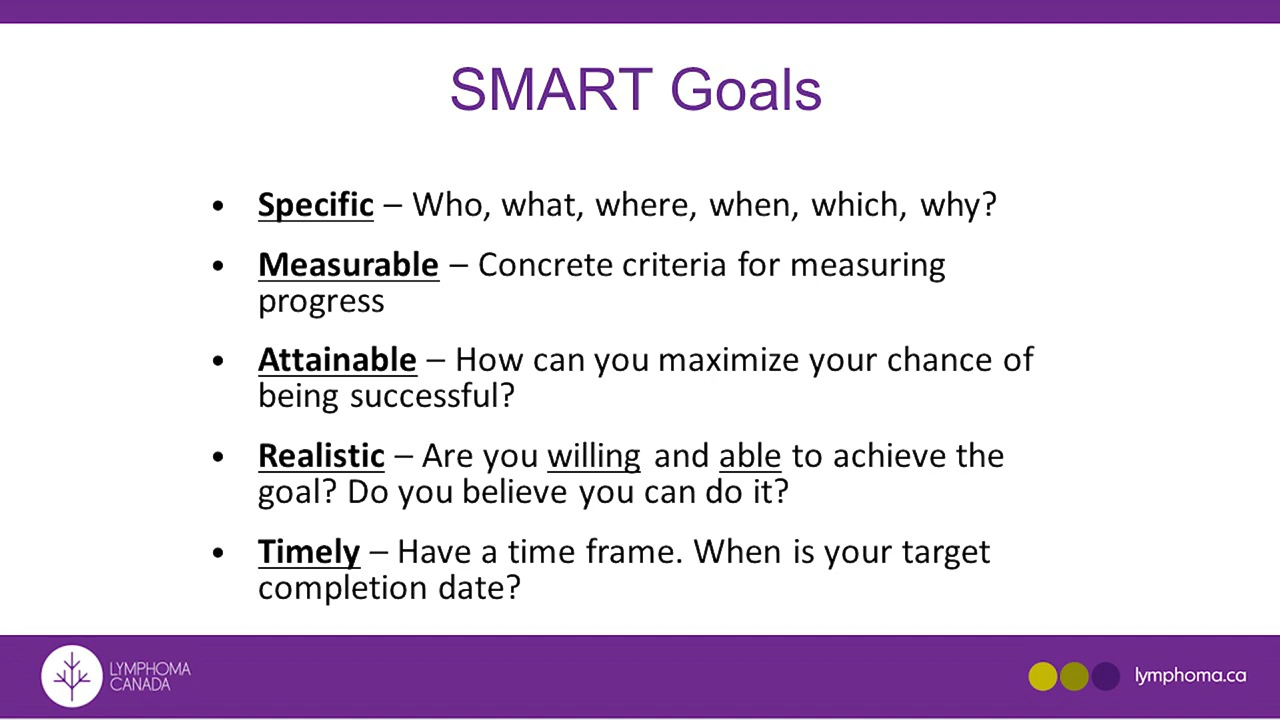 SMART Goals
• Specific – Who, what, where, when, which, why?
• Measurable – Concrete criteria for measuring
progress
• Attainable – How can you maximize your chance of
being successful?
• Realistic – Are you willing and able to achieve the
goal? Do you believe you can do it?
• Timely – Have a time frame. When is your target
completion date?
LYMPHOMA
CANADA
lymphoma.ca